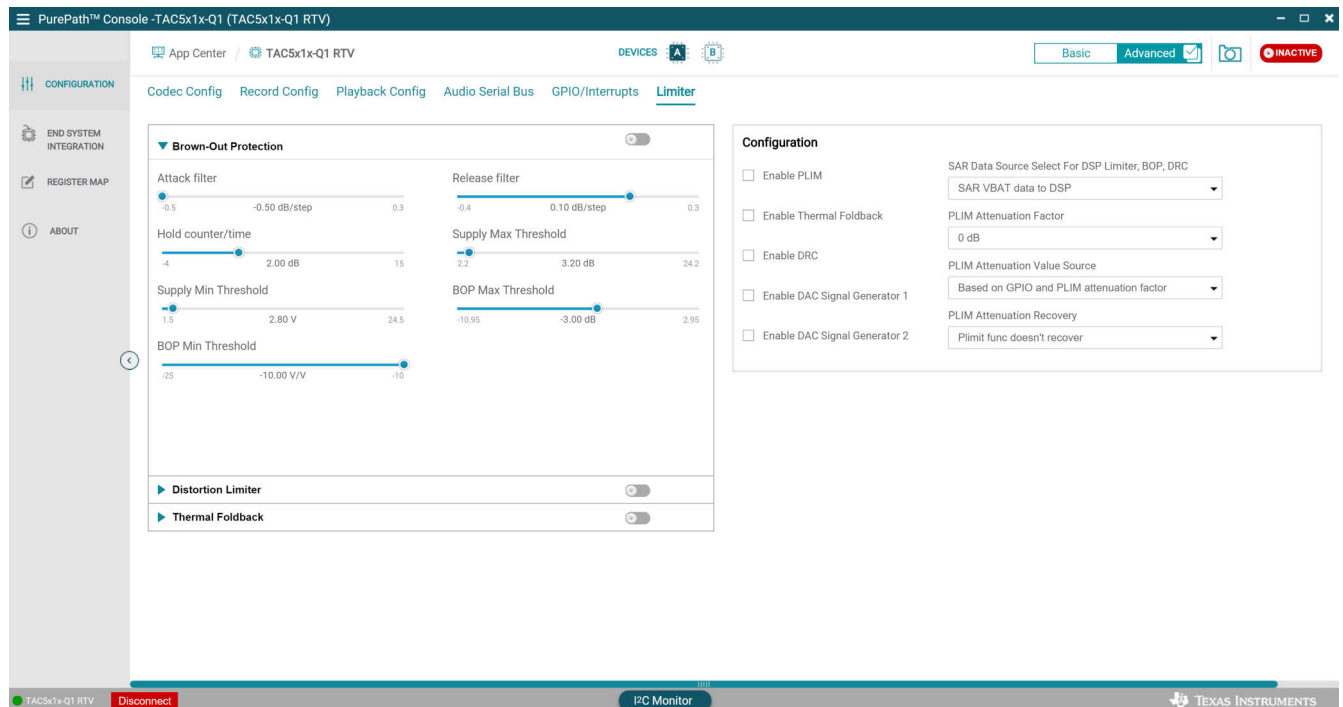 PurePath™ Console -TAC5x1x-Q1 (TAC5x1x-Q1 RTV)
App Center / TAC5x1x-Q1 RTV
DEVICES A B
Basic Advanced
INACTIVE
CONFIGURATION
END SYSTEM
INTEGRATION
REGISTER MAP
ABOUT
Codec Config Record Config Playback Config Audio Serial Bus GPIO/Interrupts Limiter
Brown-Out Protection
Attack filter
-0.5 -0.50 dB/step 0.3
Release filter
-0.4 0.10 dB/step 0.3
Hold counter/time
-4 2.00 dB 15
Supply Max Threshold
2.2 3.20 dB 24.2
Supply Min Threshold
1.5 2.80 V 24.5
BOP Max Threshold
-10.95 -3.00 dB 2.95
BOP Min Threshold
-25 -10.00 V/V -10
Distortion Limiter
Thermal Foldback
Configuration
Enable PLIM
Enable Thermal Foldback
Enable DRC
Enable DAC Signal Generator 1
Enable DAC Signal Generator 2
SAR Data Source Select For DSP Limiter, BOP, DRC
SAR VBAT data to DSP
PLIM Attenuation Factor
0 dB
PLIM Attenuation Value Source
Based on GPIO and PLIM attenuation factor
PLIM Attenuation Recovery
Plimit func doesn't recover
TAC5x1x-Q1 RTV
Disconnect
I²C Monitor
TEXAS INSTRUMENTS